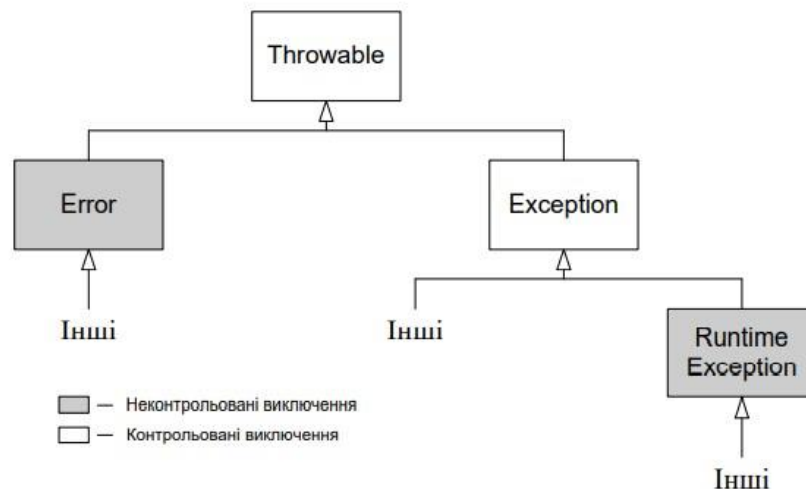 Throwable
Error
Exception
Інші
Інші
Runtime
Exception
Неконтрольовані виключення
Контрольовані виключення
Інші